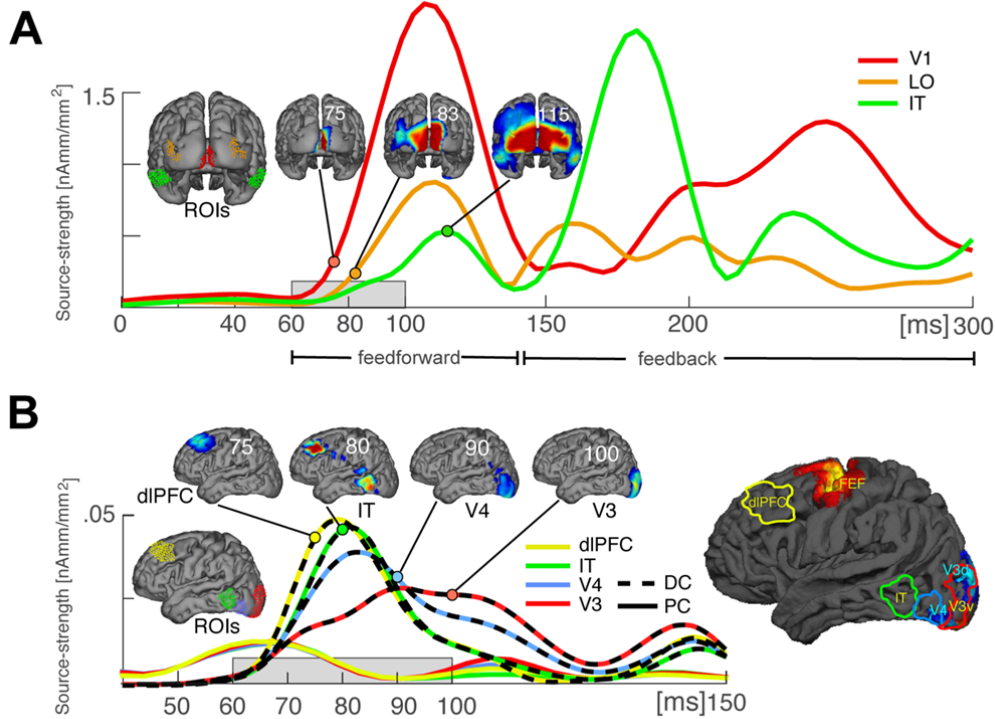 A
V1
LO
IT
1.5
75
83
115
ROIs
Source-strength [nAmm/mm²]
0
40
60
80
100
150
200
[ms]300
feedforward
feedback
B
75
80
90
100
dlPFC
IT
V4
V3
.05
dlPFC
IT
V4
V3
DC
PC
ROIs
Source-strength [nAmm/mm²]
50
60
70
80
90
100
[ms]150
dlPFC
FEF
IT
V4
V3d
V3v